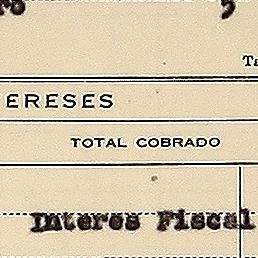 ERESES
TOTAL COBRADO
Interes Fiscal